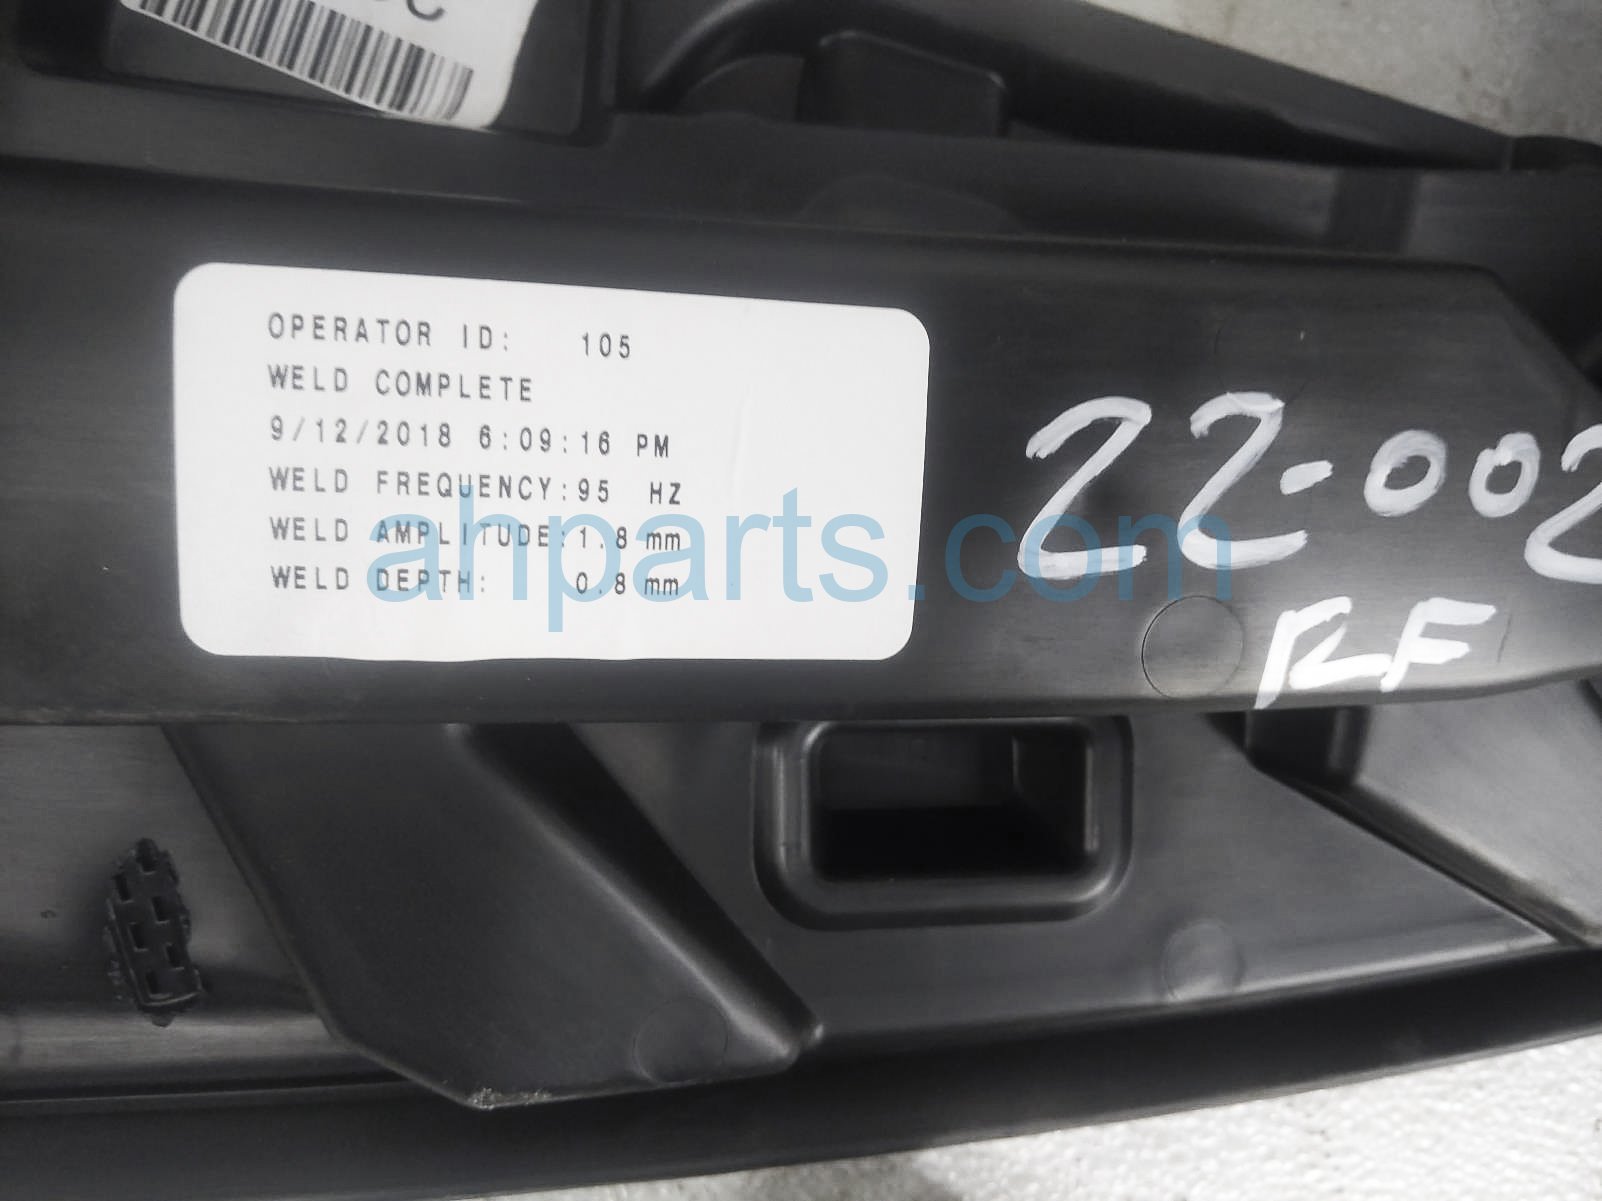 OPERATOR ID: 105
WELD COMPLETE
9/12/2018 6:09:16 PM
WELD FREQUENCY:95 HZ
WELD AMPLITUDE:1.8 mm
WELD DEPTH: 0.8 mm
ahparts.com
22-002
RF